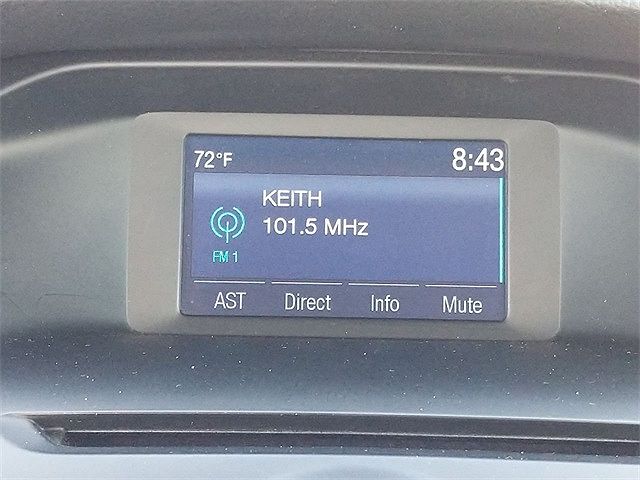 72°F 8:43
KEITH
101.5 MHz
FM 1
AST Direct Info Mute